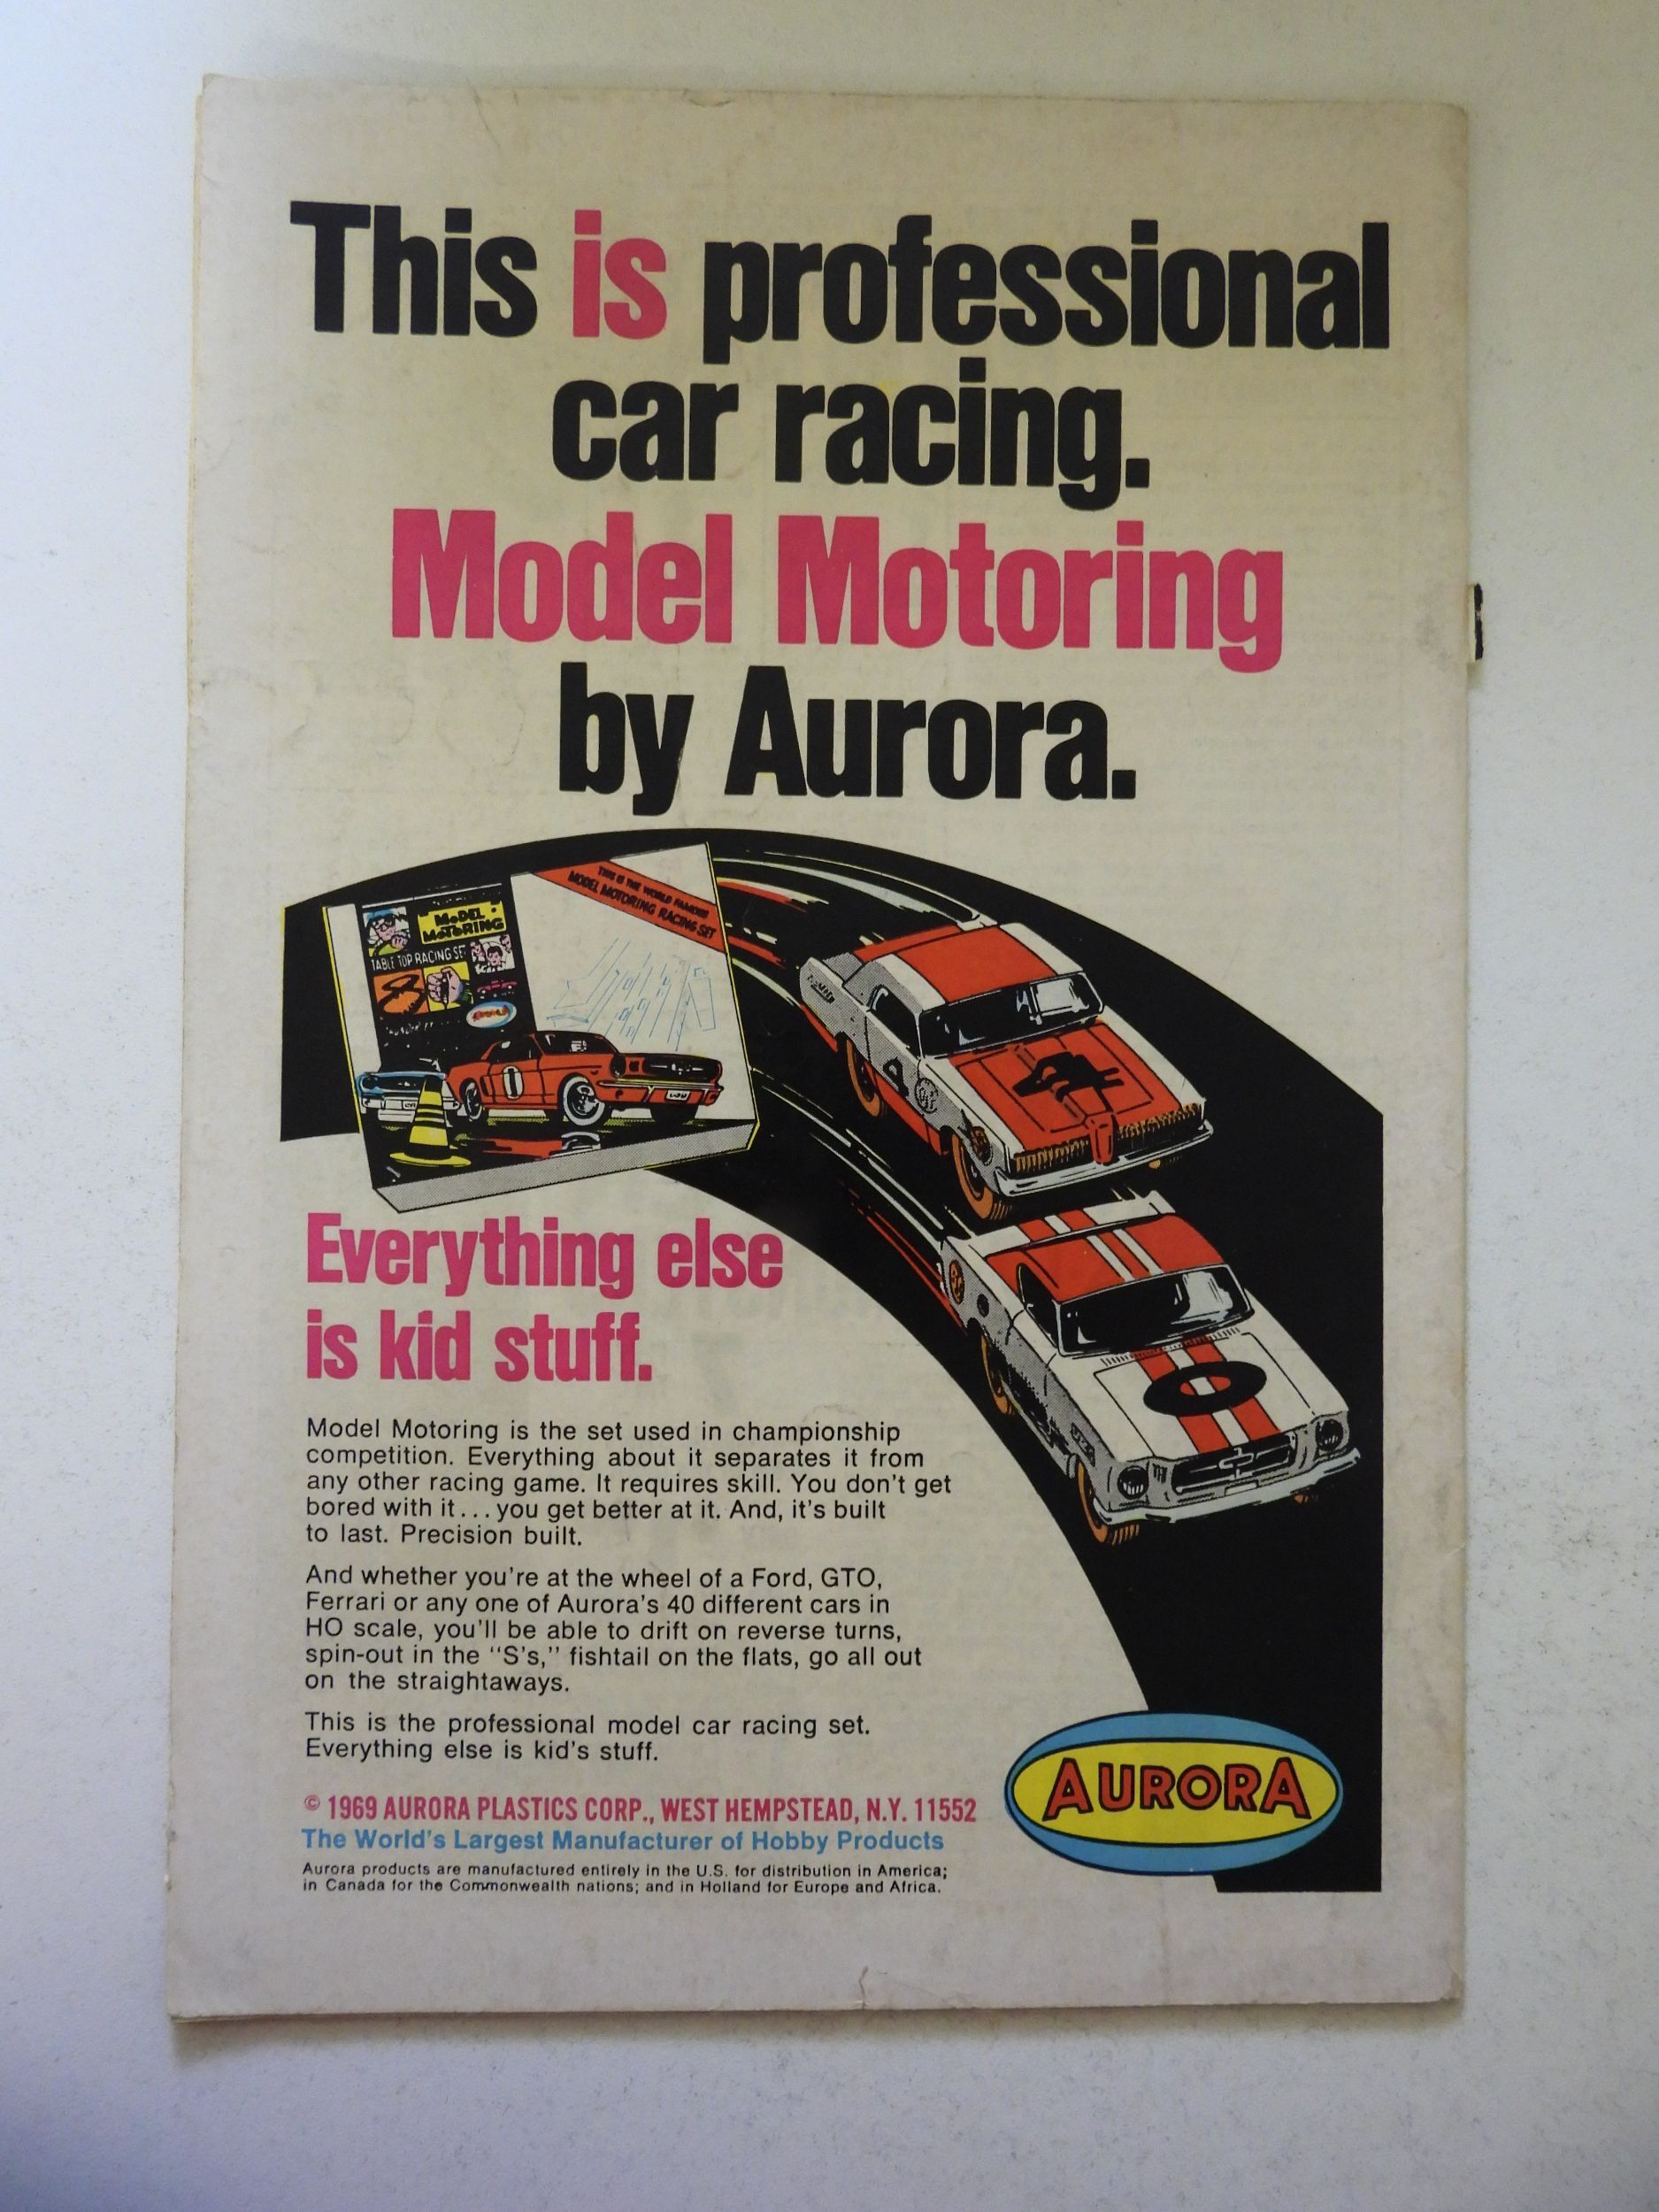 This is professional
car racing.
Model Motoring
by Aurora.
THIS IS THE WORLD FAMOUS
MODEL MOTORING RACING SET
MODEL
MOTORING
TABLE TOP RACING SE
Everything else
is kid stuff.
Model Motoring is the set used in championship
competition. Everything about it separates it from
any other racing game. It requires skill. You don't get
bored with it...you get better at it. And, it's built
to last. Precision built.
And whether you're at the wheel of a Ford, GTO,
Ferrari or any one of Aurora's 40 different cars in
HO scale, you'll be able to drift on reverse turns,
spin-out in the "S's," fishtail on the flats, go all out
on the straightaways.
This is the professional model car racing set.
Everything else is kid's stuff.
© 1969 AURORA PLASTICS CORP., WEST HEMPSTEAD, N.Y. 11552
The World's Largest Manufacturer of Hobby Products
Aurora products are manufactured entirely in the U.S. for distribution in America;
in Canada for the Commonwealth nations; and in Holland for Europe and Africa.
AURORA